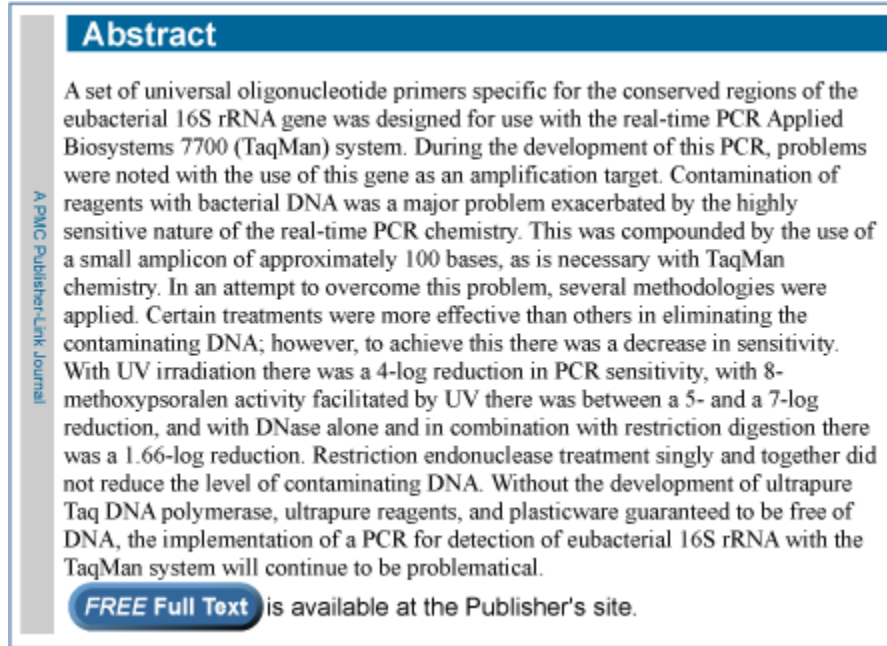 Abstract
A set of universal oligonucleotide primers specific for the conserved regions of the
eubacterial 16S rRNA gene was designed for use with the real-time PCR Applied
Biosystems 7700 (TaqMan) system. During the development of this PCR, problems
were noted with the use of this gene as an amplification target. Contamination of
reagents with bacterial DNA was a major problem exacerbated by the highly
sensitive nature of the real-time PCR chemistry. This was compounded by the use of
a small amplicon of approximately 100 bases, as is necessary with TaqMan
chemistry. In an attempt to overcome this problem, several methodologies were
applied. Certain treatments were more effective than others in eliminating the
contaminating DNA; however, to achieve this there was a decrease in sensitivity.
With UV irradiation there was a 4-log reduction in PCR sensitivity, with 8-
methoxypsoralen activity facilitated by UV there was between a 5- and a 7-log
reduction, and with DNase alone and in combination with restriction digestion there
was a 1.66-log reduction. Restriction endonuclease treatment singly and together did
not reduce the level of contaminating DNA. Without the development of ultrapure
Taq DNA polymerase, ultrapure reagents, and plasticware guaranteed to be free of
DNA, the implementation of a PCR for detection of eubacterial 16S rRNA with the
TaqMan system will continue to be problematical.
FREE Full Text is available at the Publisher's site.
A PMC Publisher-Link Journal